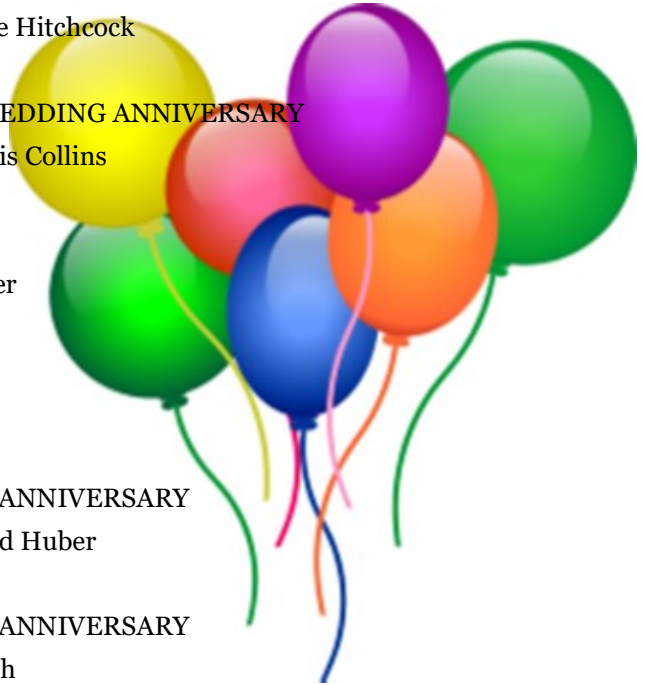 e Hitchcock
EDDING ANNIVERSARY
is Collins
er
ANNIVERSARY
d Huber
ANNIVERSARY
h